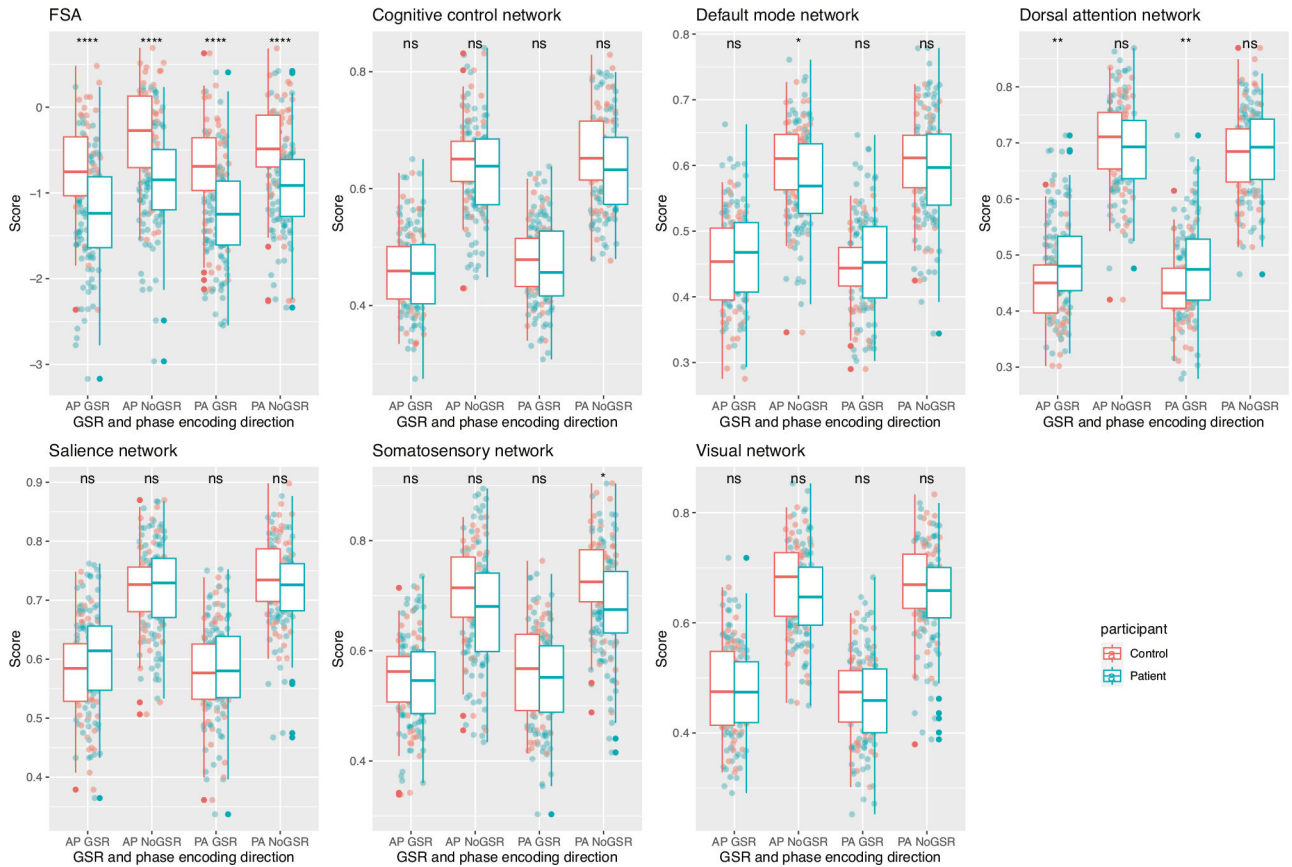 FSA
Cognitive control network
Default mode network
Dorsal attention network
**** **** **** ****
ns ns ns ns
ns * ns ns
** ns ** ns
Score
0
−1
−2
−3
AP GSR AP NoGSR PA GSR PA NoGSR
GSR and phase encoding direction
Score
0.8
0.6
0.4
AP GSR AP NoGSR PA GSR PA NoGSR
GSR and phase encoding direction
Score
0.8
0.7
0.6
0.5
0.4
0.3
AP GSR AP NoGSR PA GSR PA NoGSR
GSR and phase encoding direction
Score
0.8
0.7
0.6
0.5
0.4
0.3
AP GSR AP NoGSR PA GSR PA NoGSR
GSR and phase encoding direction
Salience network
Somatosensory network
Visual network
ns ns ns ns
ns ns ns *
ns ns ns ns
Score
0.9
0.8
0.7
0.6
0.5
0.4
AP GSR AP NoGSR PA GSR PA NoGSR
GSR and phase encoding direction
Score
0.8
0.6
0.4
AP GSR AP NoGSR PA GSR PA NoGSR
GSR and phase encoding direction
Score
0.8
0.6
0.4
AP GSR AP NoGSR PA GSR PA NoGSR
GSR and phase encoding direction
participant
a Control
a Patient